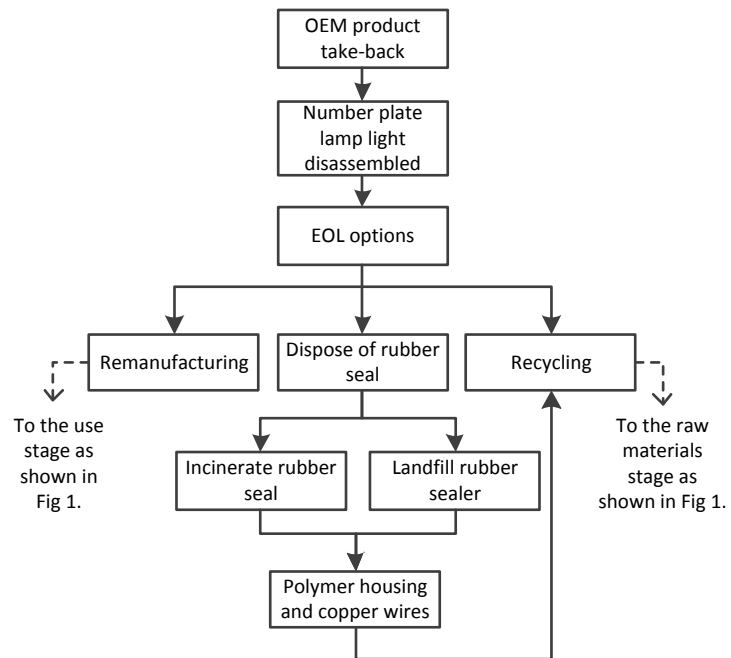 OEM product
take-back
Number plate
lamp light
disassembled
EOL options
Remanufacturing
Dispose of rubber
seal
Recycling
To the use
stage as
shown in
Fig 1.
To the raw
materials
stage as
shown in Fig 1.
Incinerate rubber
seal
Landfill rubber
sealer
Polymer housing
and copper wires